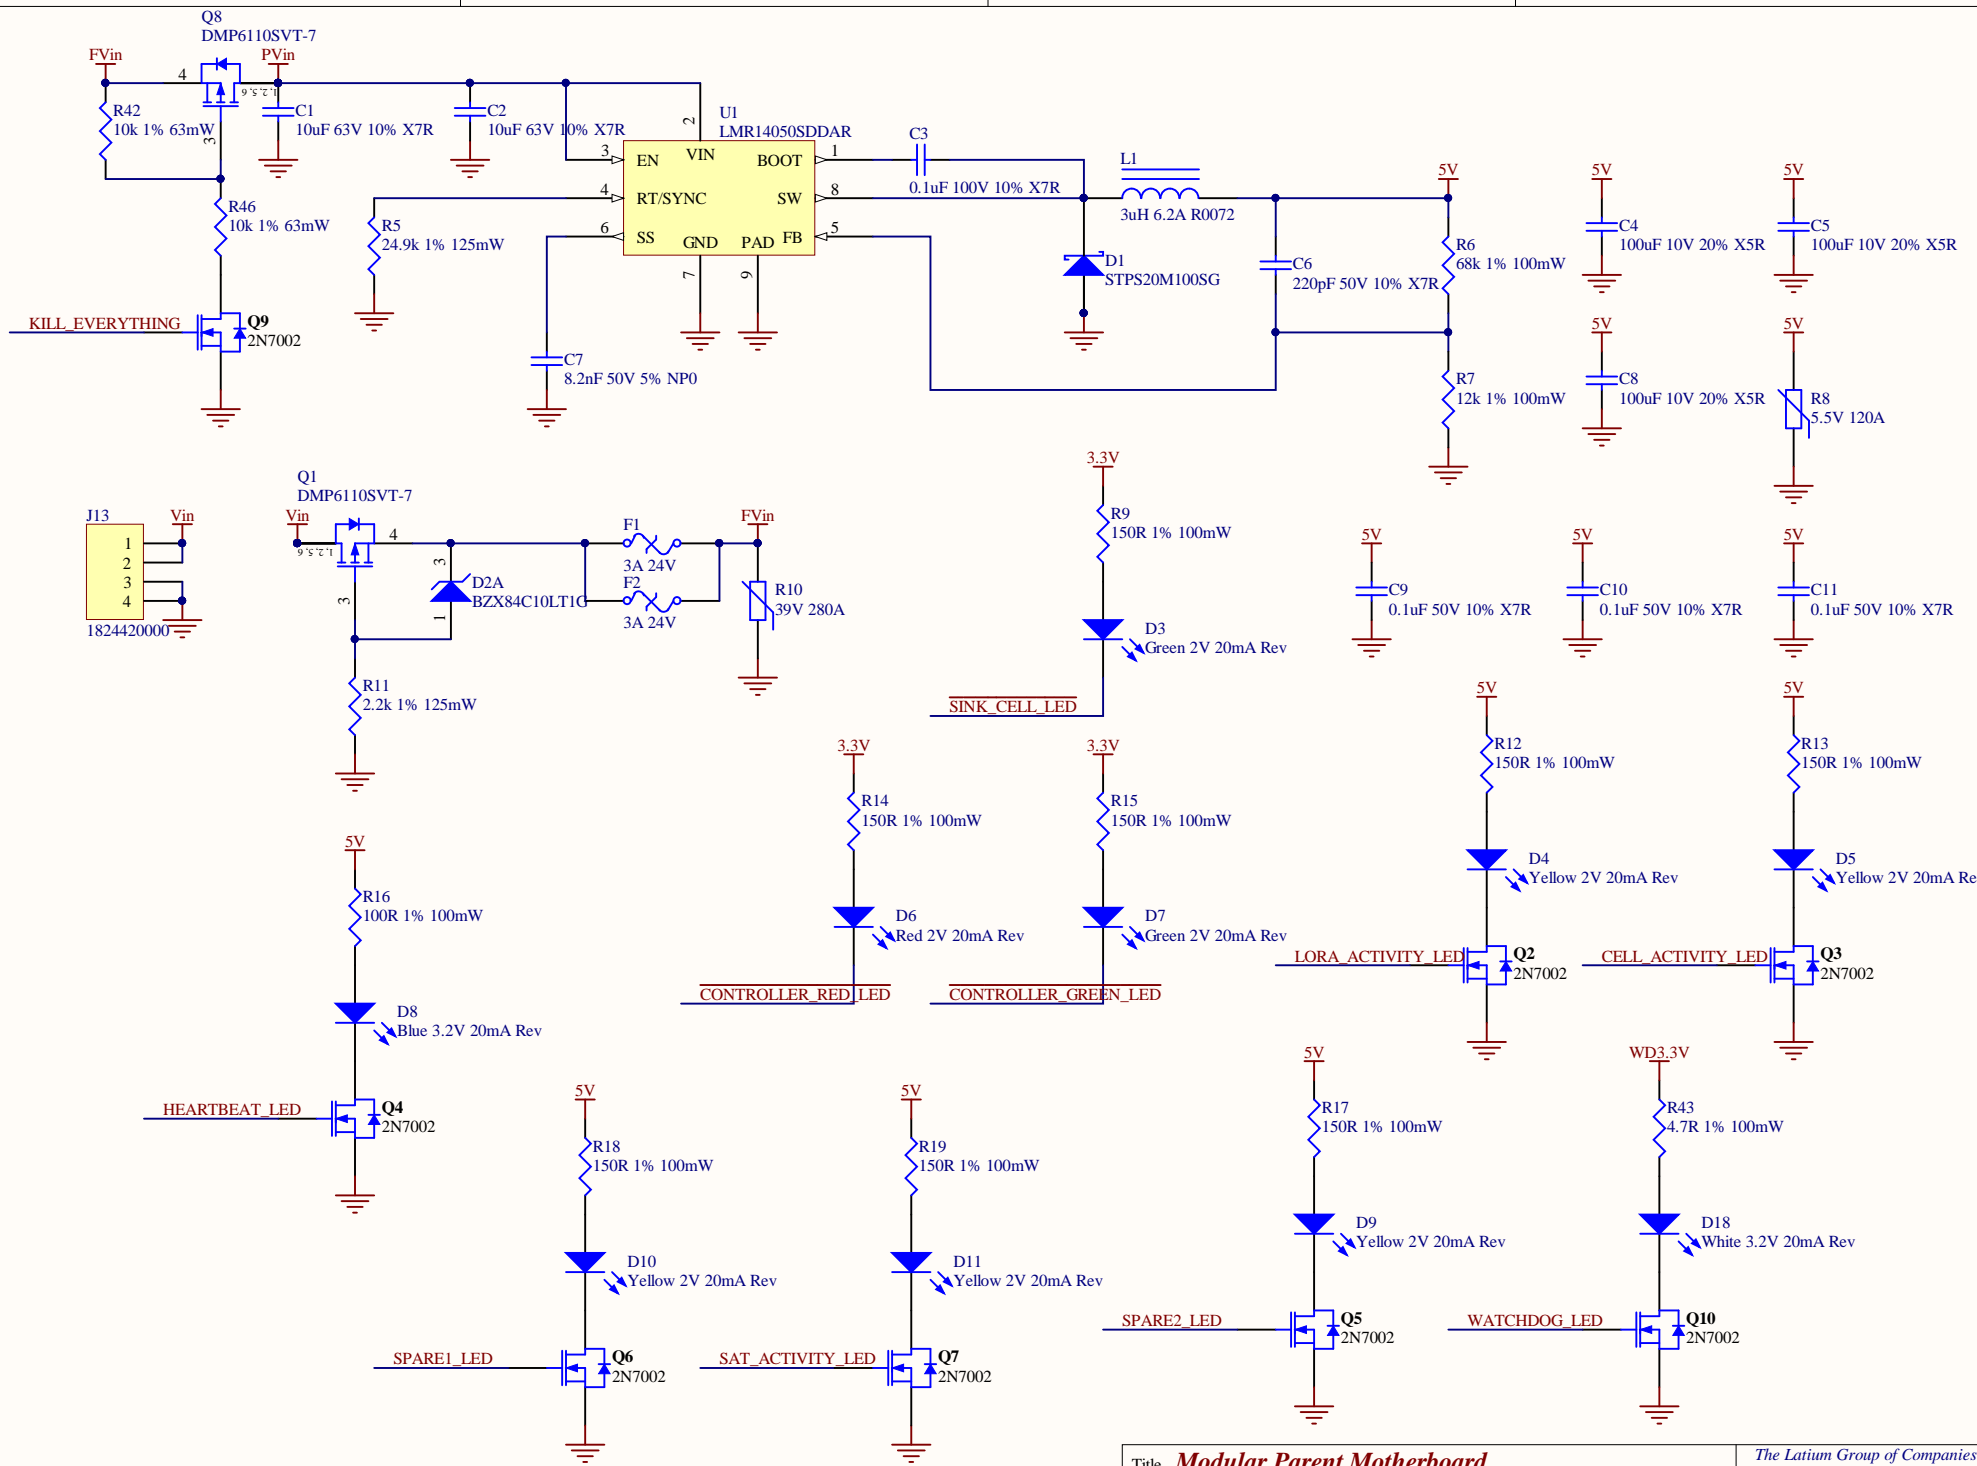 Q8
DMP6110SVT-7
FVin
PVin
4
1, 2, 5, 6
3
R42
10k 1% 63mW
C1
10uF 63V 10% X7R
C2
10uF 63V 10% X7R
R46
10k 1% 63mW
KILL_EVERYTHING
Q9
2N7002
U1
LMR14050SDDAR
2
3
EN
VIN
BOOT
1
4
RT/SYNC
SW
8
6
SS
GND
PAD
FB
5
7
9
R5
24.9k 1% 125mW
C7
8.2nF 50V 5% NP0
C3
0.1uF 100V 10% X7R
L1
3uH 6.2A R0072
D1
STPS20M100SG
C6
220pF 50V 10% X7R
5V
R6
68k 1% 100mW
R7
12k 1% 100mW
5V
C4
100uF 10V 20% X5R
5V
C5
100uF 10V 20% X5R
5V
C8
100uF 10V 20% X5R
5V
R8
5.5V 120A
J13
1
2
3
4
1824420000
Vin
Q1
DMP6110SVT-7
Vin
1, 2, 5, 6
4
3
3
D2A
BZX84C10LT1G
1
F1
3A 24V
F2
3A 24V
FVin
R10
39V 280A
R11
2.2k 1% 125mW
3.3V
R9
150R 1% 100mW
D3
Green 2V 20mA Rev
SINK_CELL_LED
5V
C9
0.1uF 50V 10% X7R
5V
C10
0.1uF 50V 10% X7R
5V
C11
0.1uF 50V 10% X7R
3.3V
R14
150R 1% 100mW
D6
Red 2V 20mA Rev
CONTROLLER_RED_LED
3.3V
R15
150R 1% 100mW
D7
Green 2V 20mA Rev
CONTROLLER_GREEN_LED
5V
R12
150R 1% 100mW
D4
Yellow 2V 20mA Rev
LORA_ACTIVITY_LED
Q2
2N7002
5V
R13
150R 1% 100mW
D5
Yellow 2V 20mA Re
CELL_ACTIVITY_LED
Q3
2N7002
5V
R16
100R 1% 100mW
D8
Blue 3.2V 20mA Rev
HEARTBEAT_LED
Q4
2N7002
5V
R18
150R 1% 100mW
D10
Yellow 2V 20mA Rev
SPARE1_LED
Q6
2N7002
5V
R19
150R 1% 100mW
D11
Yellow 2V 20mA Rev
SAT_ACTIVITY_LED
Q7
2N7002
5V
R17
150R 1% 100mW
D9
Yellow 2V 20mA Rev
SPARE2_LED
Q5
2N7002
WD3.3V
R43
4.7R 1% 100mW
D18
White 3.2V 20mA Rev
WATCHDOG_LED
Q10
2N7002
Title Modular Parent Motherboard
The Latium Group of Companies